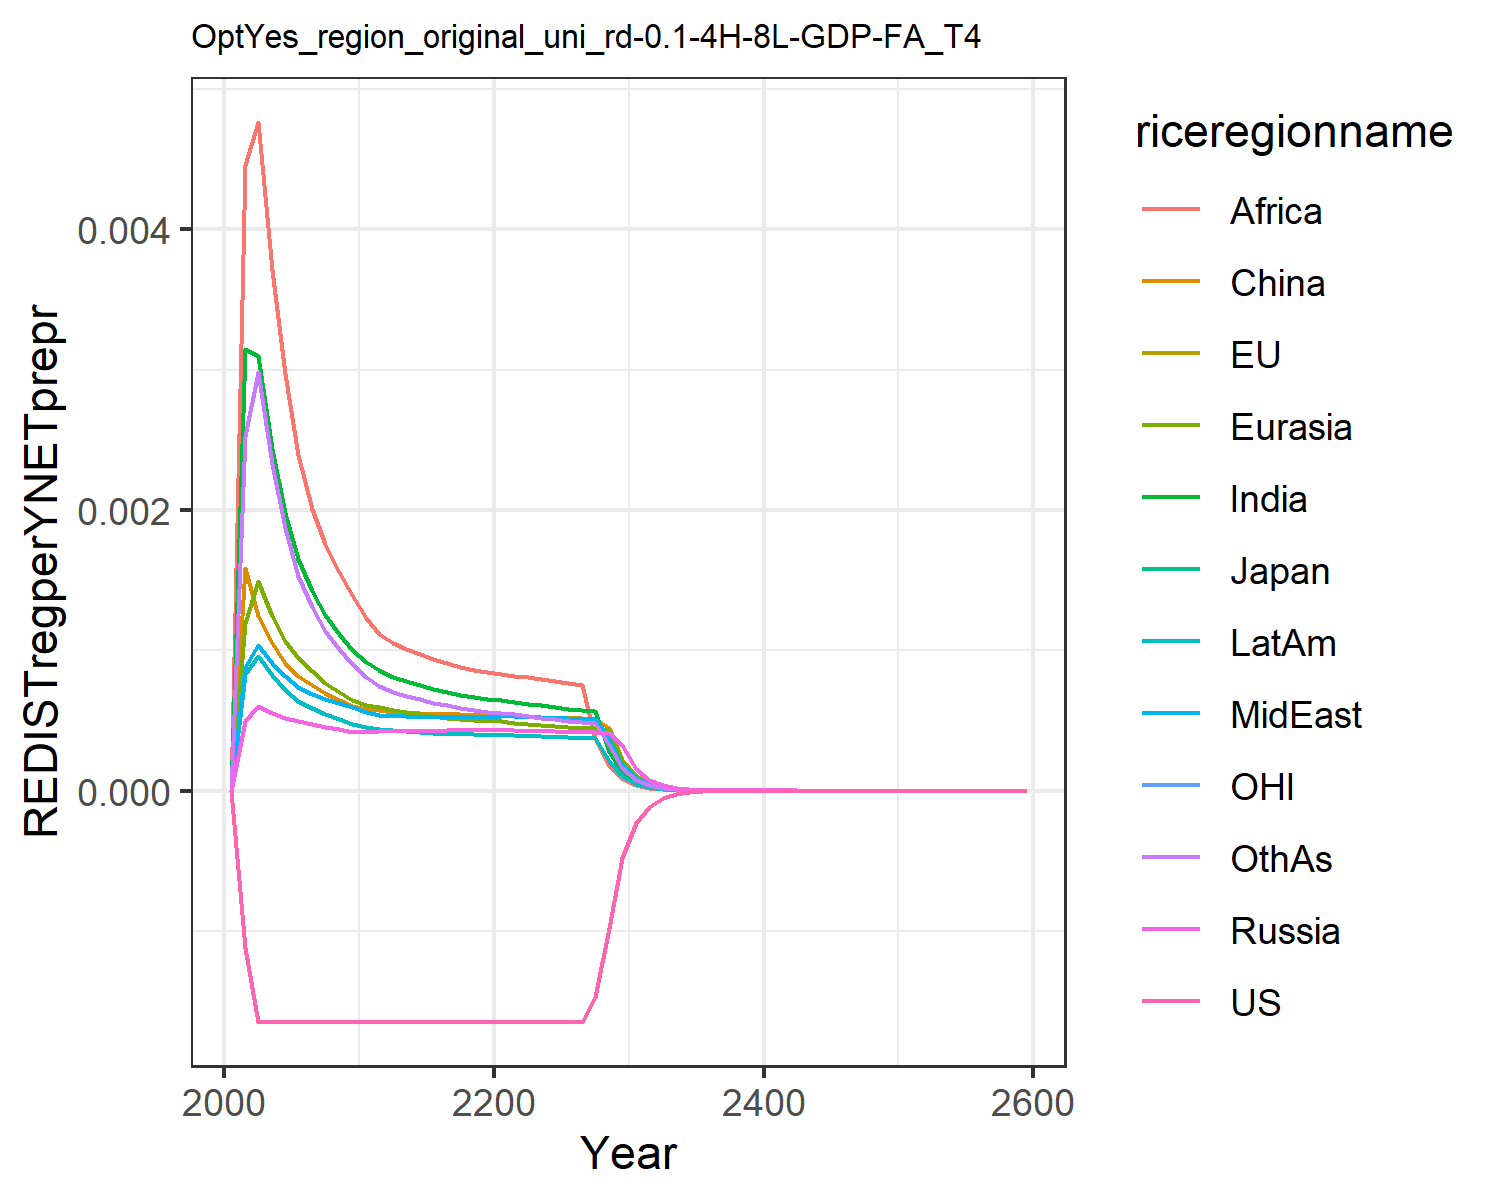 OptYes_region_original_uni_rd-0.1-4H-8L-GDP-FA_T4
REDISTregperYNETprepr
0.004
0.002
0.000
2000
2200
2400
2600
Year
riceregionname
Africa
China
EU
Eurasia
India
Japan
LatAm
MidEast
OHI
OthAs
Russia
US